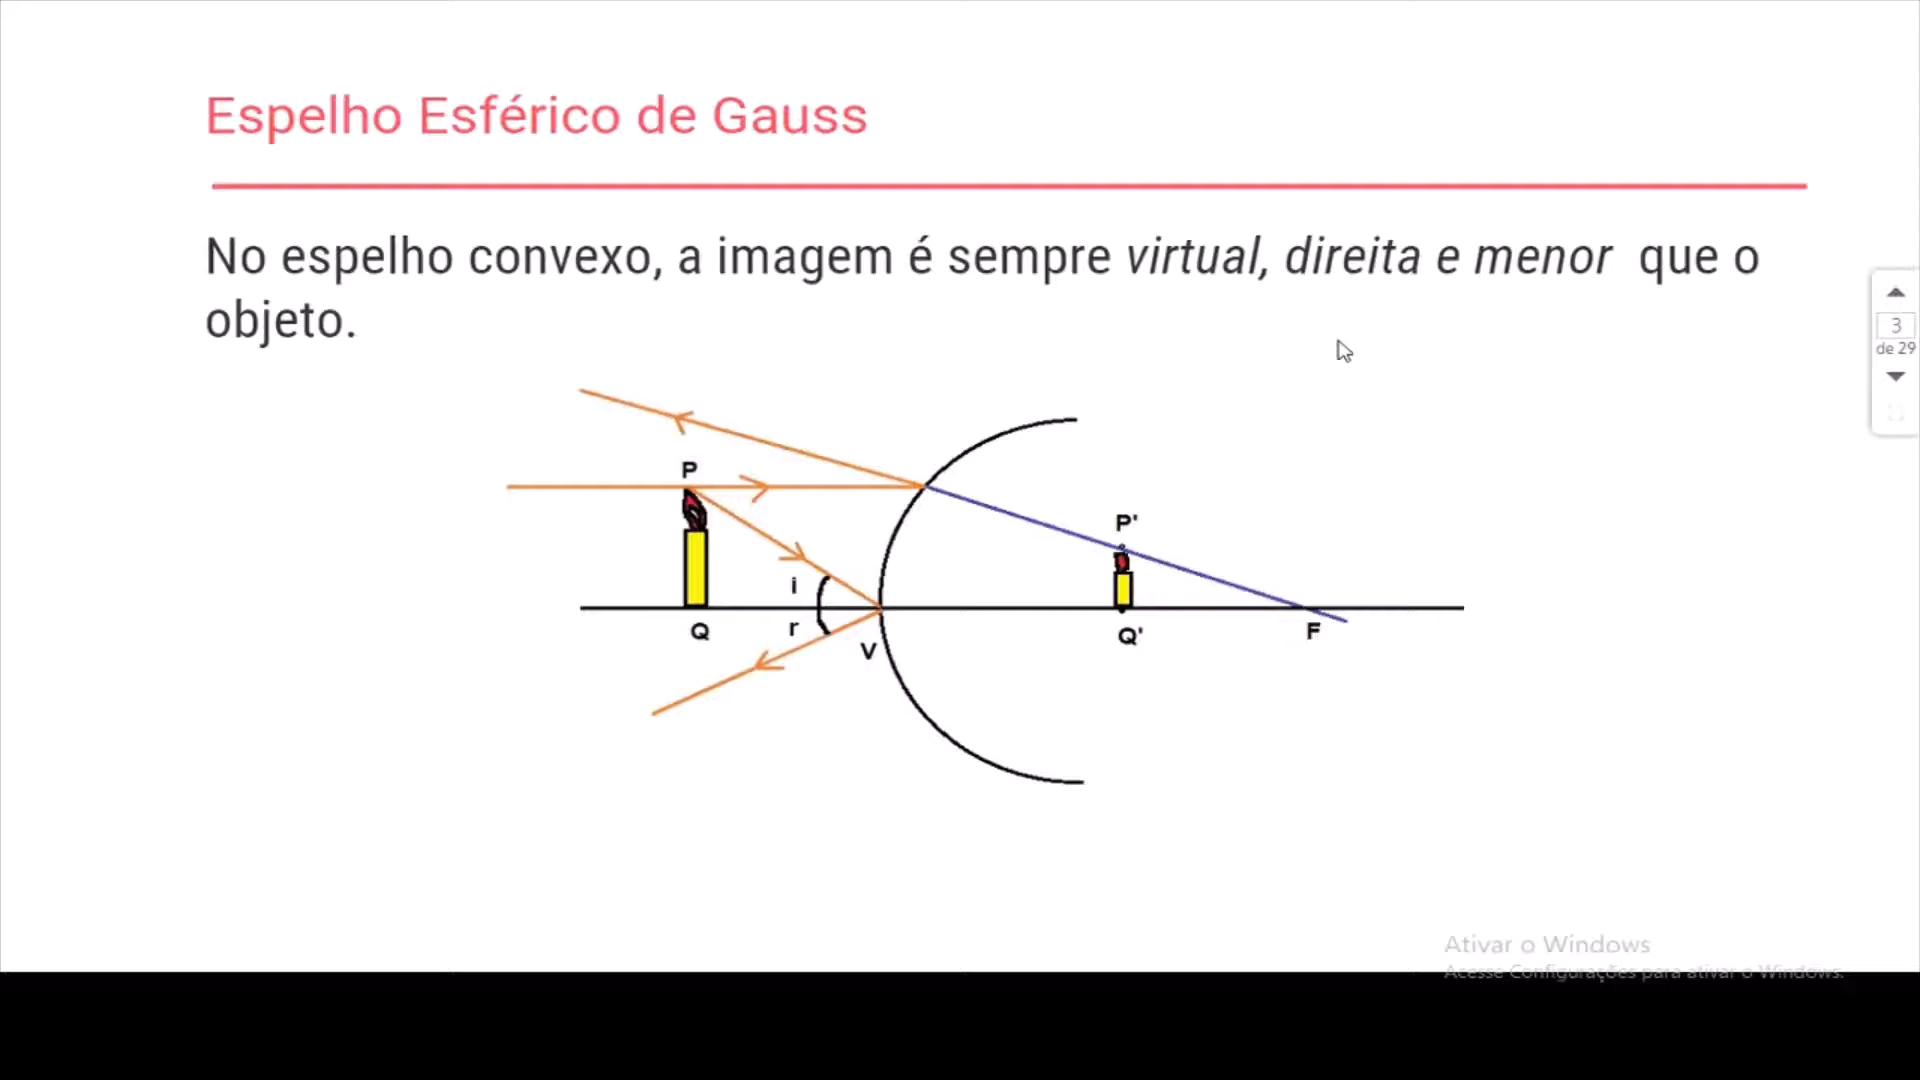 Espelho Esférico de Gauss
No espelho convexo, a imagem é sempre virtual, direita e menor que o
objeto.
3
de 29
P
P'
i
r
Q
V
Q'
F
Ativar o Windows
Acesse Configurações para ativar o Windows.